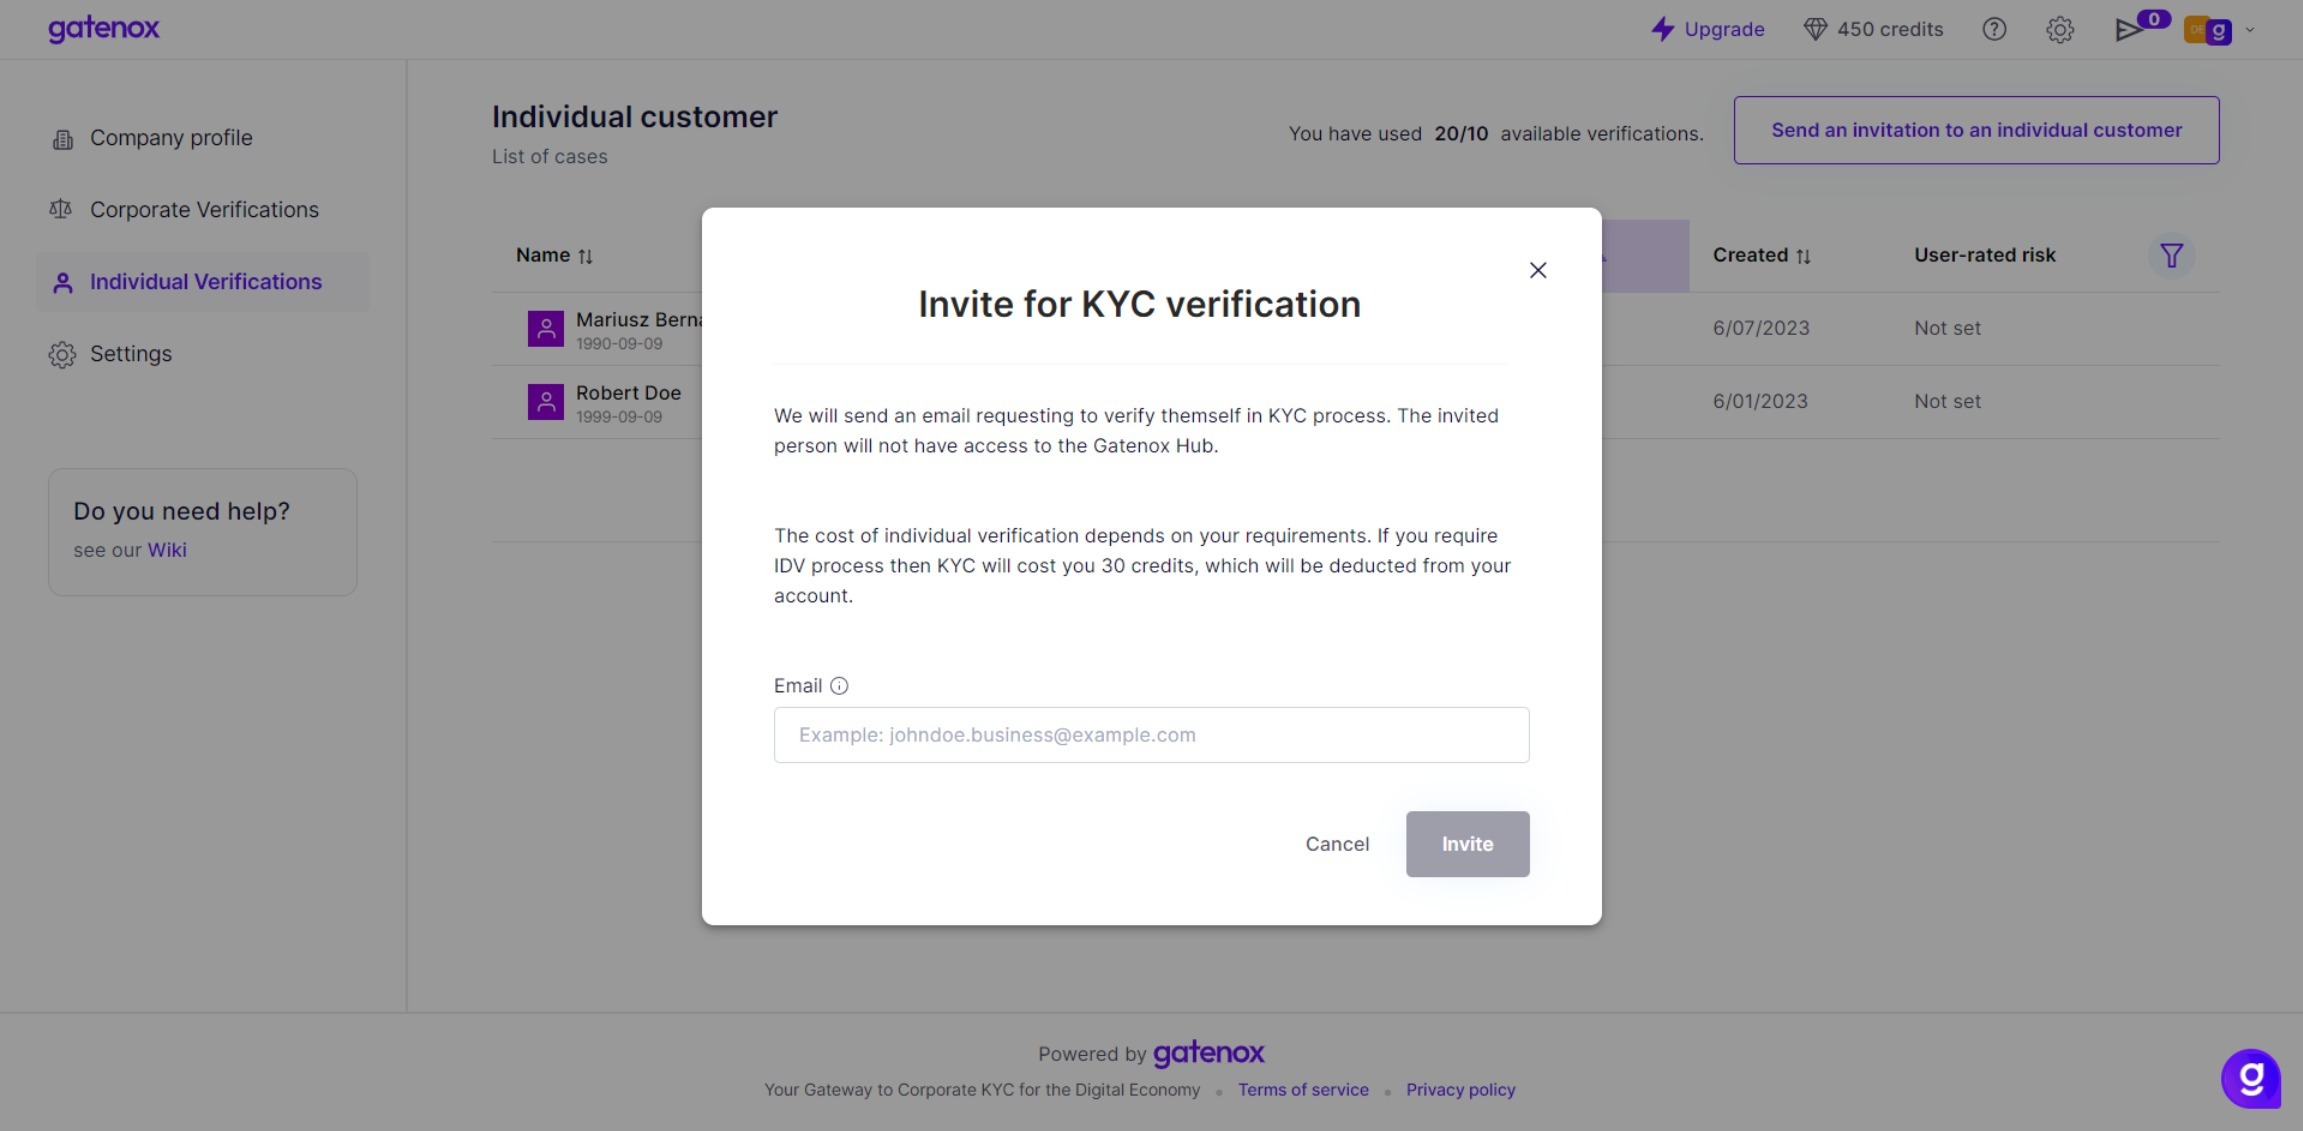 gatenox
Upgrade
450 credits
0
DE
g
Company profile
Corporate Verifications
Individual Verifications
Settings
Do you need help?
see our Wiki
Individual customer
List of cases
You have used 20/10 available verifications.
Send an invitation to an individual customer
Name
Created
User-rated risk
Mariusz
1990-09-09
6/07/2023
Not set
Robert Doe
1999-09-09
6/01/2023
Not set
Invite for KYC verification
We will send an email requesting to verify themself in KYC process. The invited
person will not have access to the Gatenox Hub.
The cost of individual verification depends on your requirements. If you require
IDV process then KYC will cost you 30 credits, which will be deducted from your
account.
Email
Example: johndoe.business@example.com
Cancel
Invite
Powered by gatenox
Your Gateway to Corporate KYC for the Digital Economy • Terms of service • Privacy policy
g